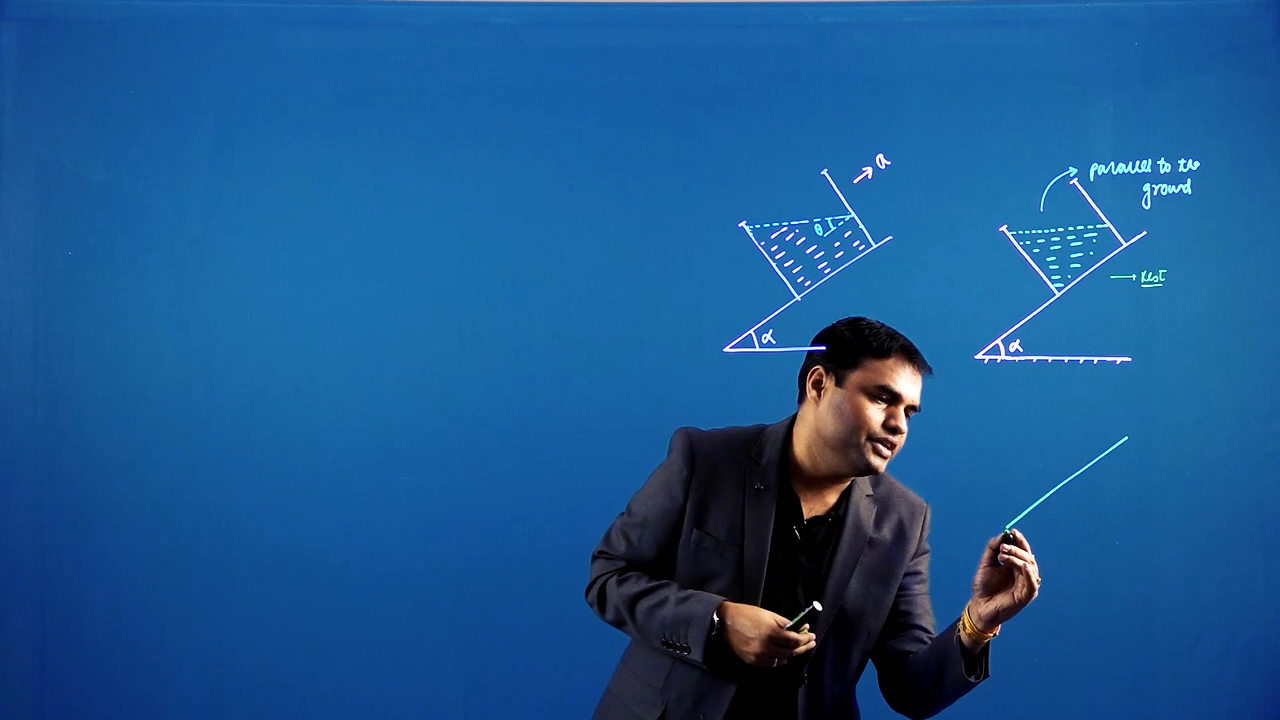 a
θ
α
parallel to the
ground
rest
α